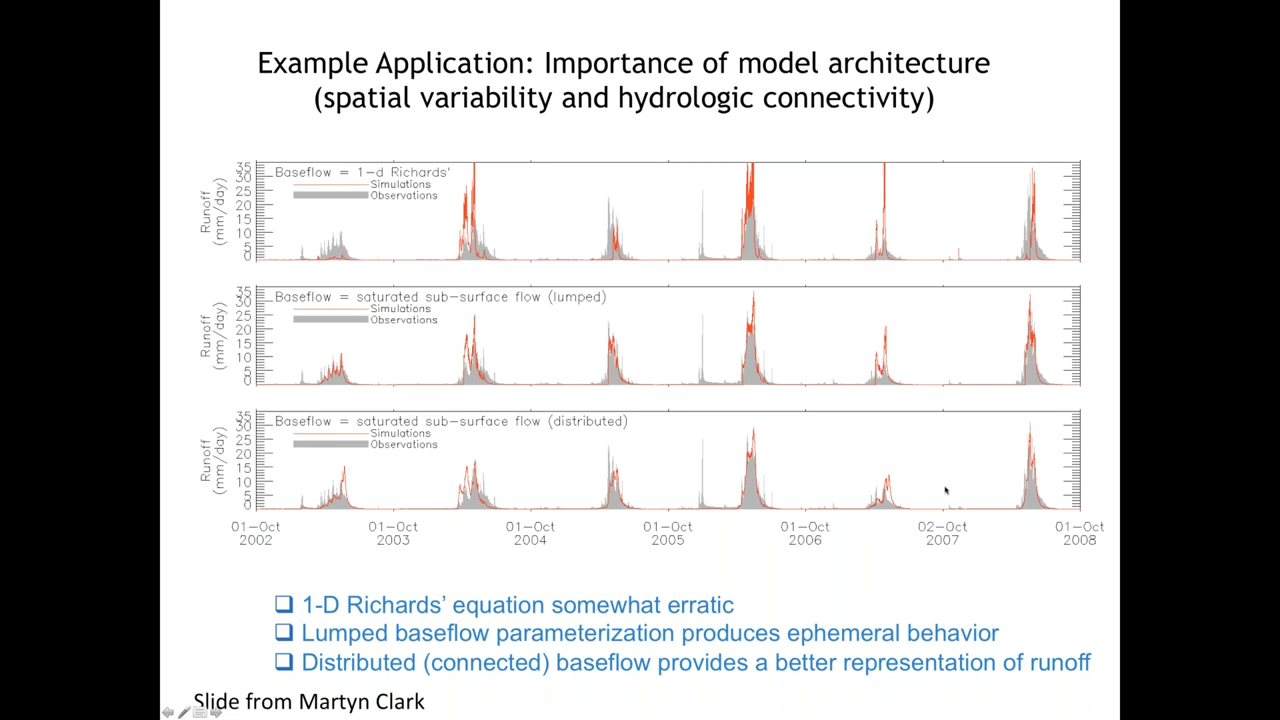 Example Application: Importance of model architecture
(spatial variability and hydrologic connectivity)
Runoff
(mm/day)
35
30
25
20
15
10
5
0
Baseflow = 1-d Richards'
Simulations
Observations
Runoff
(mm/day)
35
30
25
20
15
10
5
0
Baseflow = saturated sub-surface flow (lumped)
Simulations
Observations
Runoff
(mm/day)
35
30
25
20
15
10
5
0
Baseflow = saturated sub-surface flow (distributed)
Simulations
Observations
01-Oct 01-Oct 01-Oct 01-Oct 01-Oct 02-Oct 01-Oct
2002 2003 2004 2005 2006 2007 2008
1-D Richards' equation somewhat erratic
Lumped baseflow parameterization produces ephemeral behavior
Distributed (connected) baseflow provides a better representation of runoff
Slide from Martyn Clark